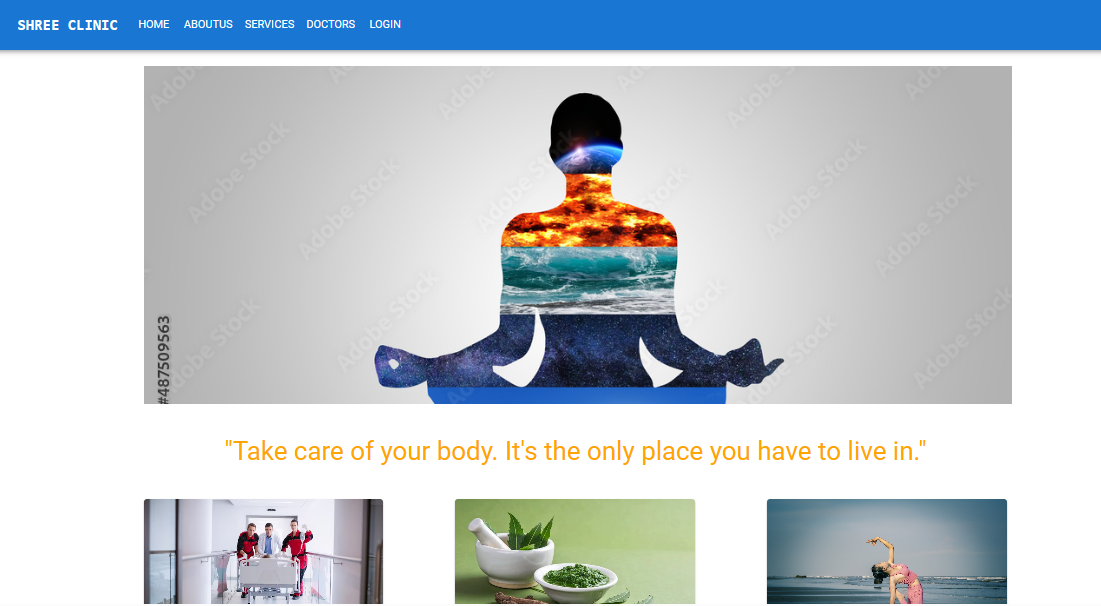 SHREE CLINIC HOME ABOUTUS SERVICES DOCTORS LOGIN
Adobe Stock
#487509563
"Take care of your body. It's the only place you have to live in."